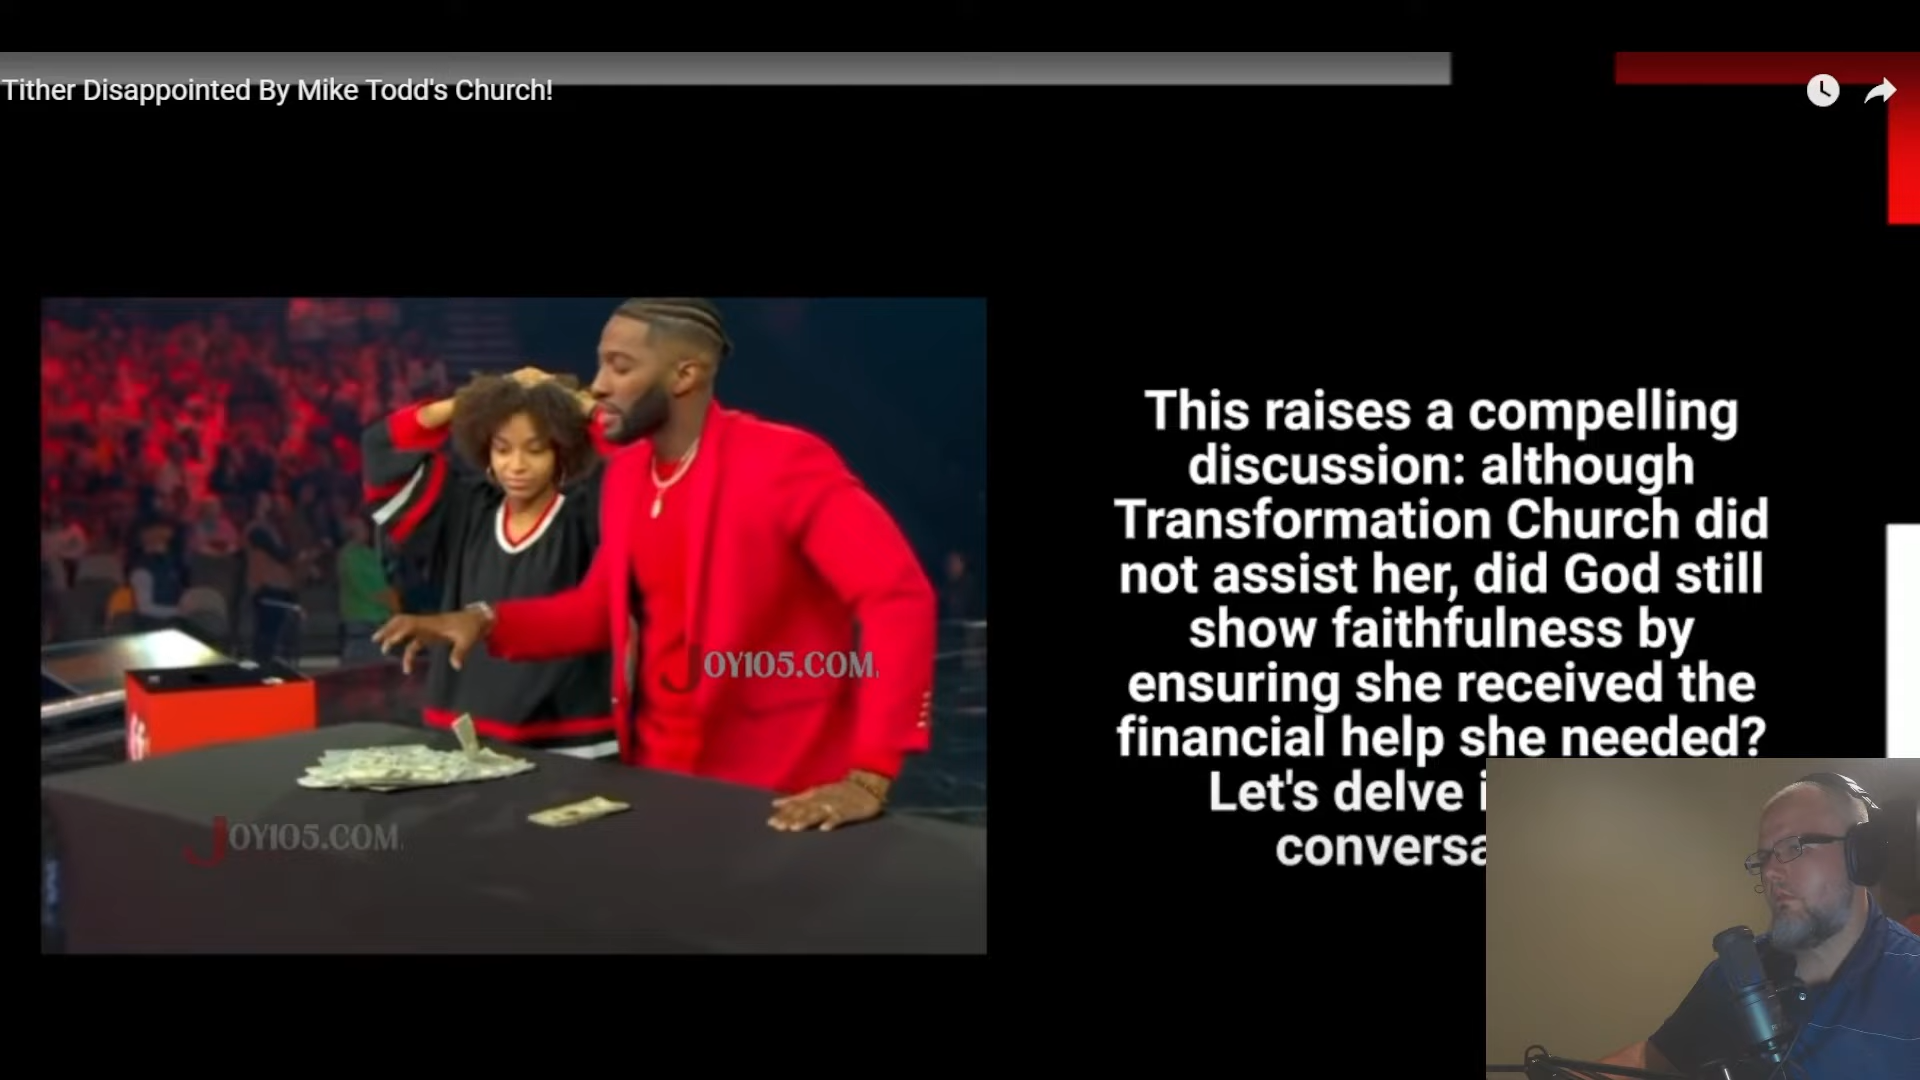 Tither Disappointed By Mike Todd's Church!
This raises a compelling
discussion: although
Transformation Church did
not assist her, did God still
show faithfulness by
ensuring she received the
financial help she needed?
Let's delve i
conversa
JOY105.COM
JOY105.COM